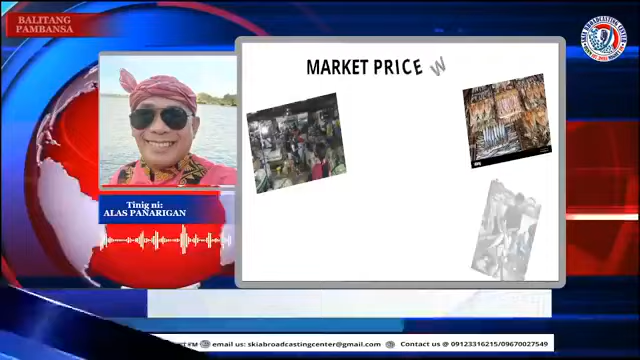 BALITANG
PAMBANSA
MARKET PRICE W
Tinig ni:
ALAS PANARIGAN
email us: skiabroadcastingcenter@gmail.com
Contact us @ 09123316215/09670027549